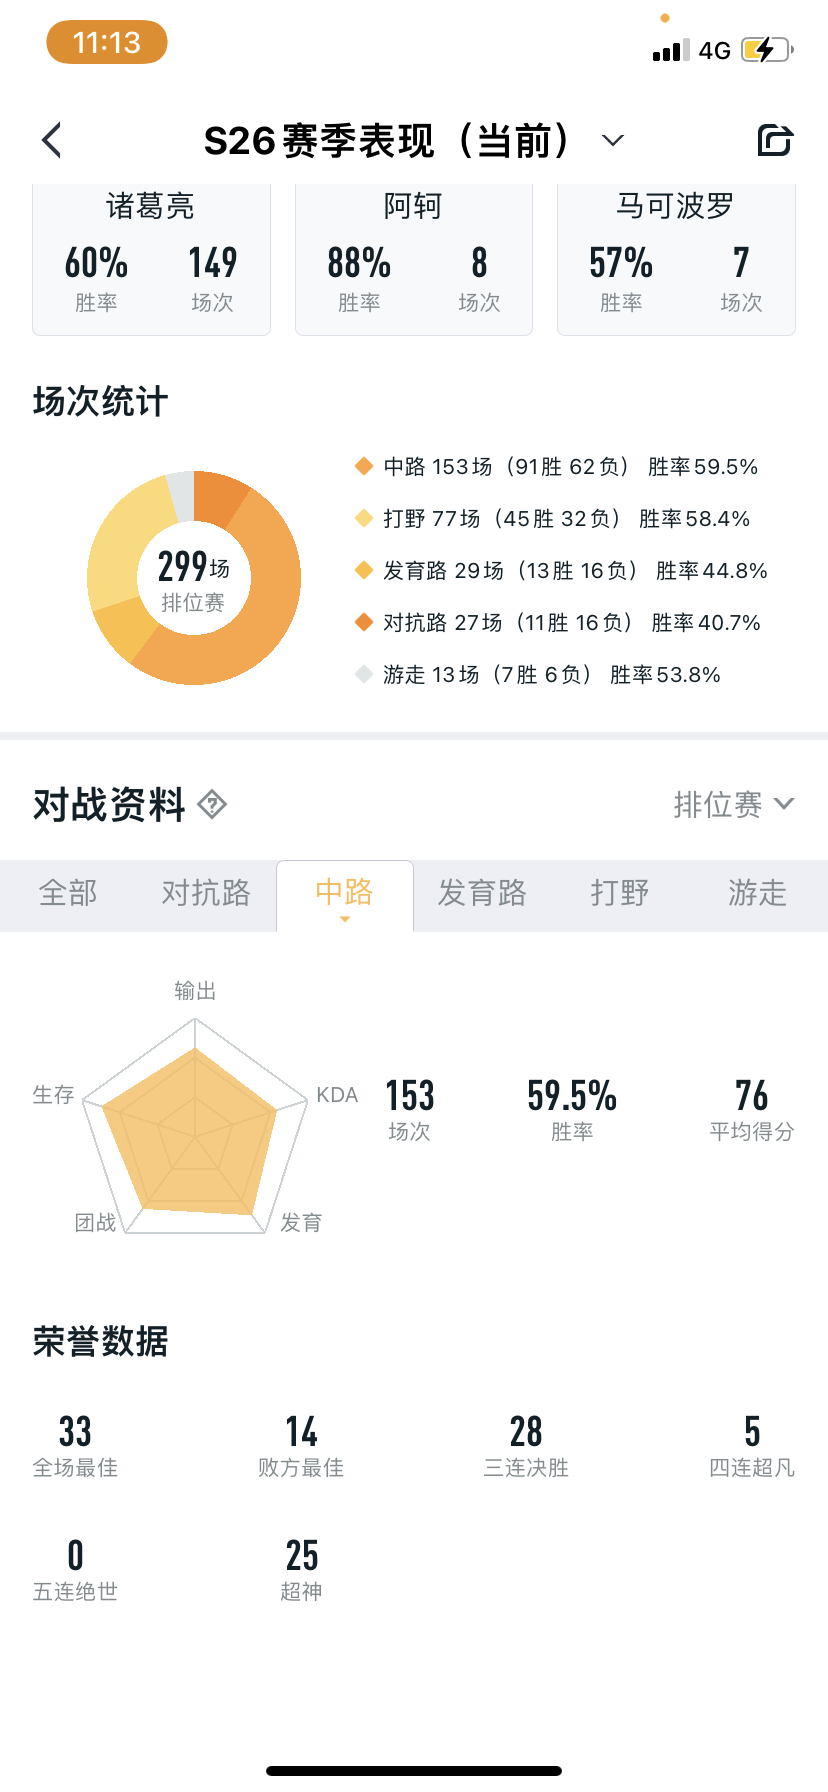 11:13
4G
S26赛季表现（当前）
诸葛亮 阿轲 马可波罗
60% 149 88% 8 57% 7
胜率 场次 胜率 场次 胜率 场次
场次统计
中路 153场（91胜 62负） 胜率59.5%
打野 77场（45胜 32负） 胜率58.4%
299场
发育路 29场（13胜 16负） 胜率44.8%
排位赛
对抗路 27场（11胜 16负） 胜率40.7%
游走 13场（7胜 6负） 胜率53.8%
对战资料 ? 排位赛
全部 对抗路 中路 发育路 打野 游走
输出
生存 KDA
153 59.5% 76
场次 胜率 平均得分
团战 发育
荣誉数据
33 14 28 5
全场最佳 败方最佳 三连决胜 四连超凡
0 25
五连绝世 超神